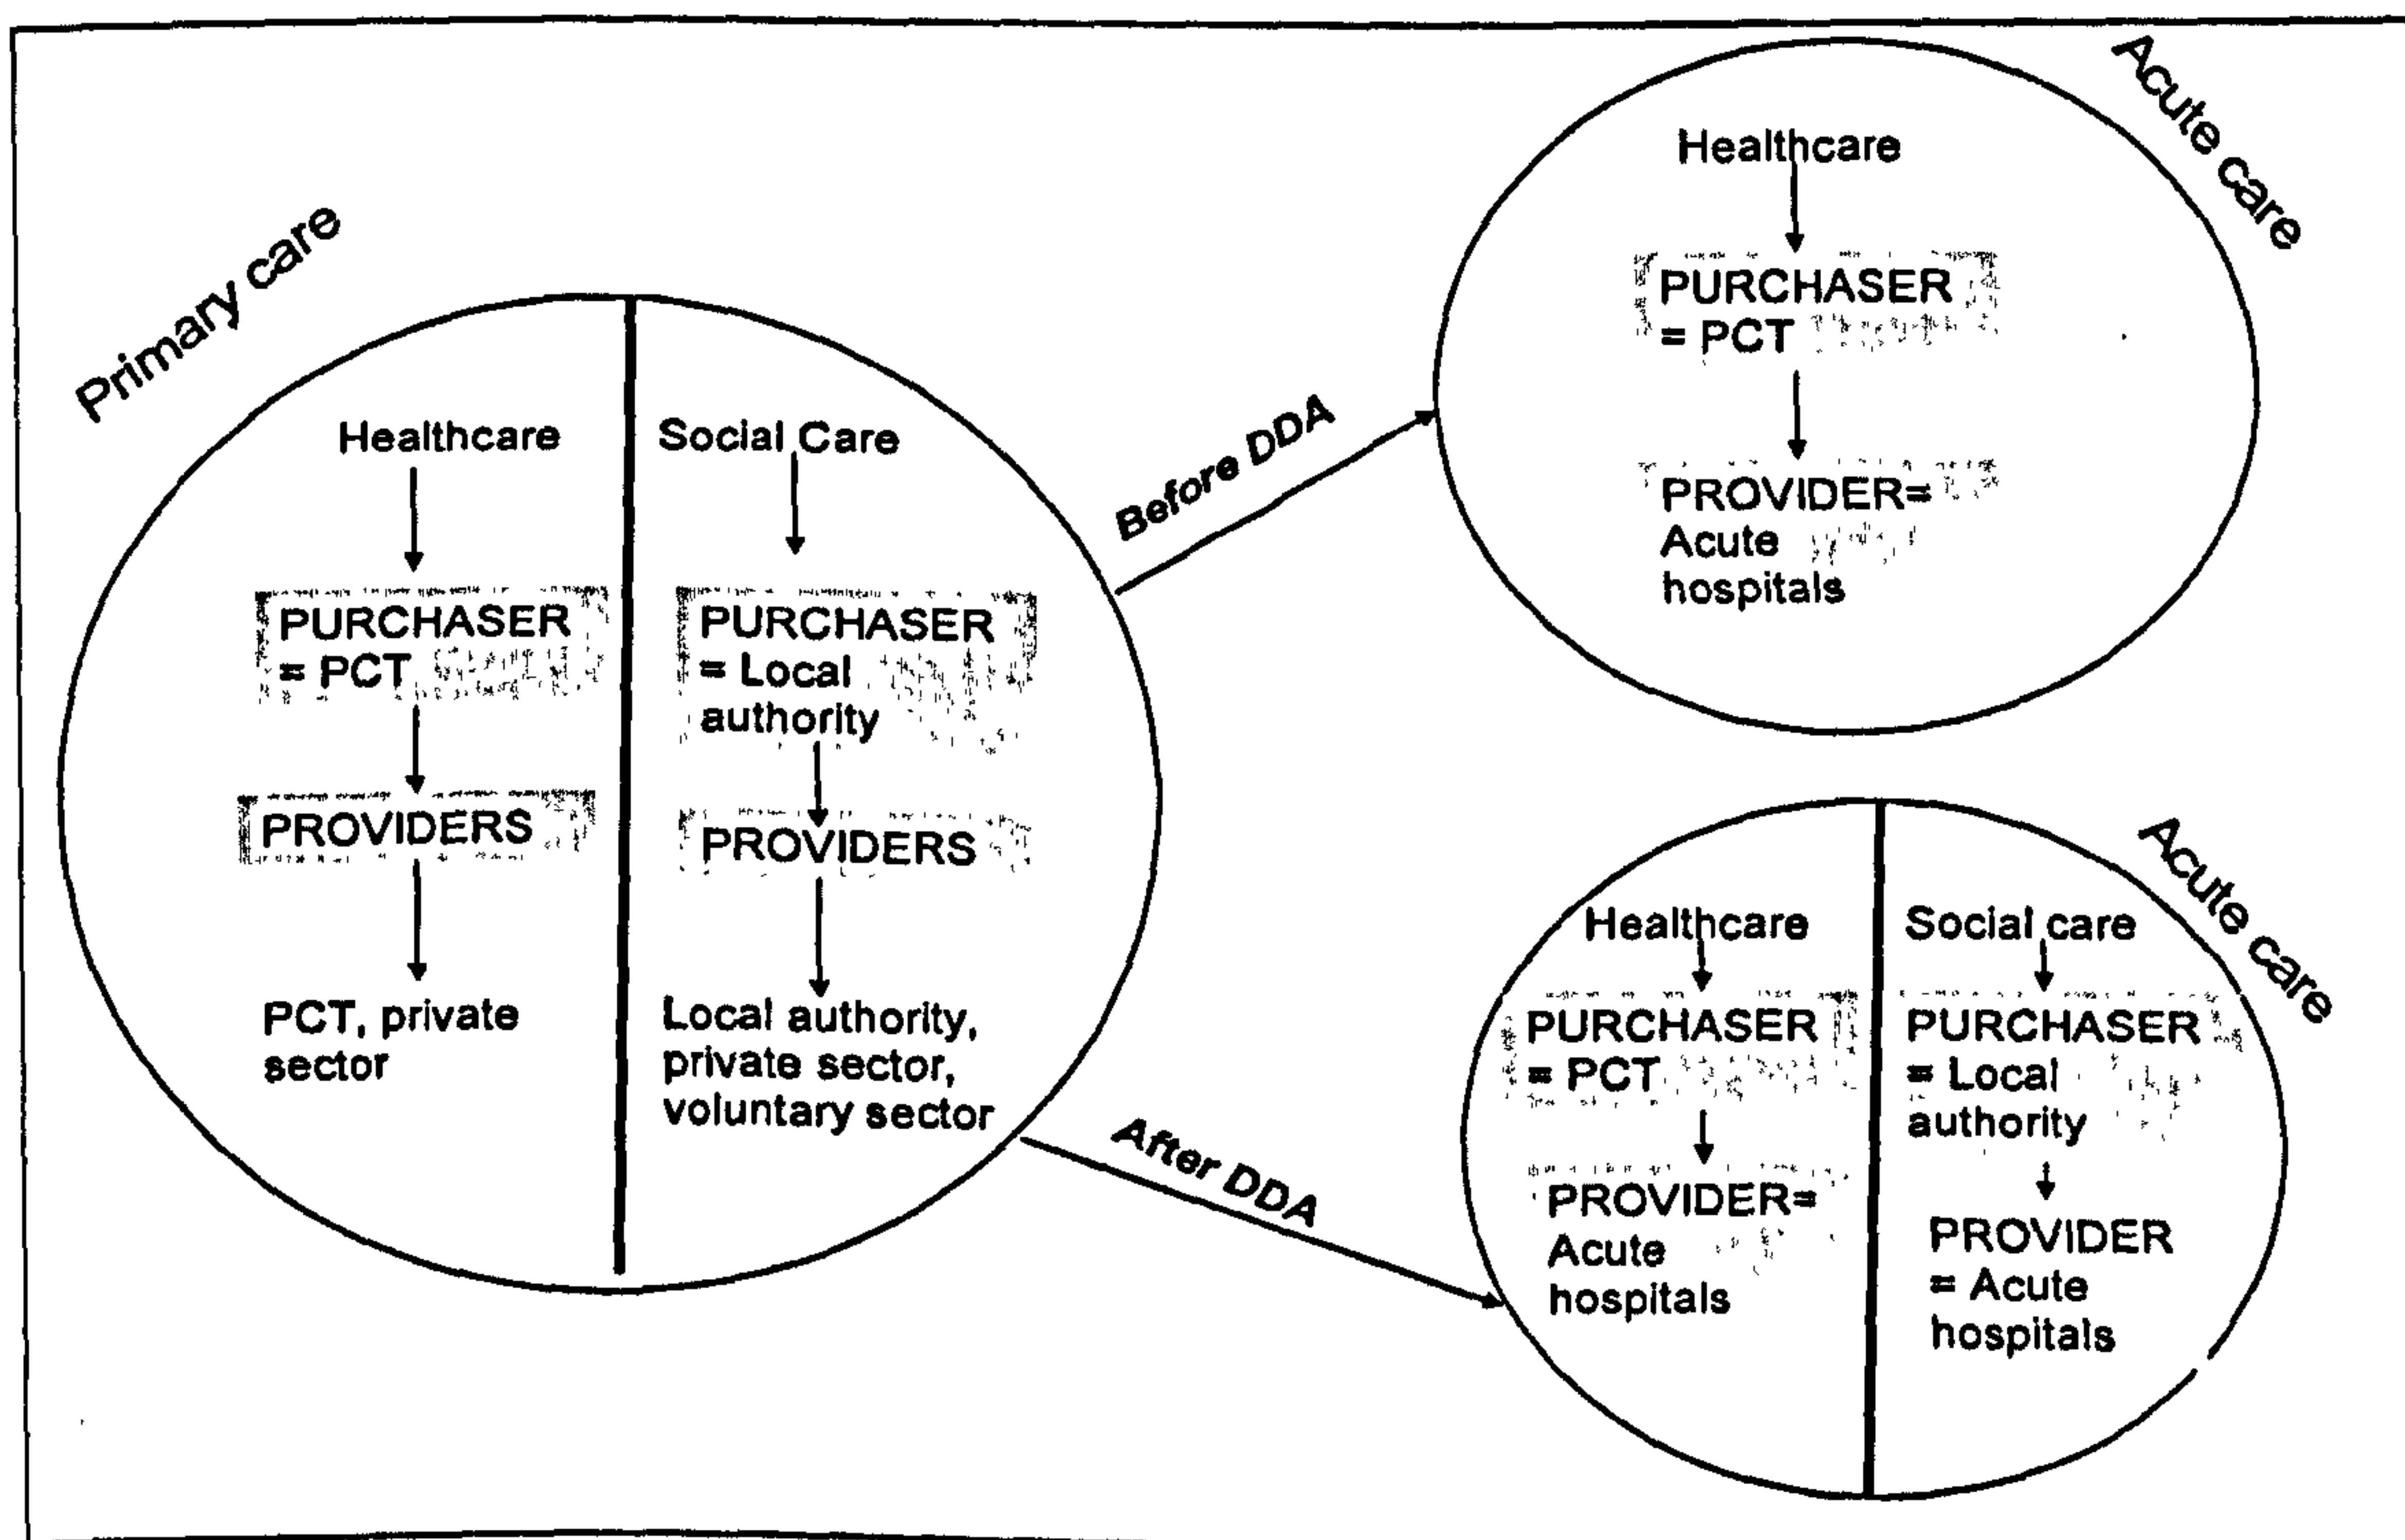 Primary care
Healthcare
PURCHASER
= PCT
PROVIDERS
PCT, private
sector
Social Care
PURCHASER
= Local
authority
PROVIDERS
Local authority,
private sector,
voluntary sector
Before DDA
Acute care
Healthcare
PURCHASER
= PCT
PROVIDER=
Acute
hospitals
After DDA
Acute care
Healthcare
PURCHASER
= PCT
PROVIDER=
Acute
hospitals
Social care
PURCHASER
= Local
authority
PROVIDER
= Acute
hospitals